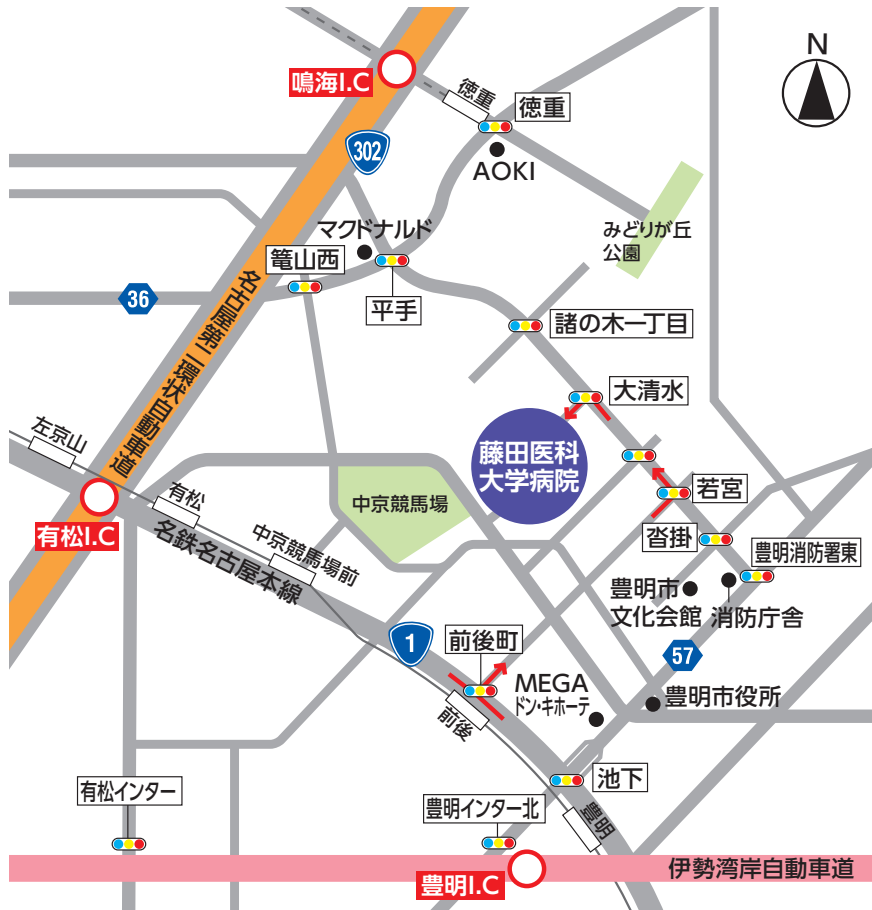 N
鳴海I.C
徳重
徳重
302
AOKI
マクドナルド
みどりが丘
公園
篭山西
36
平手
諸の木一丁目
名古屋第二環状自動車道
大清水
左京山
藤田医科
大学病院
有松
中京競馬場
若宮
有松I.C
中京競馬場前
沓掛
名鉄名古屋本線
豊明消防署東
豊明市
文化会館
消防庁舎
1
前後町
57
MEGA
ドン・キホーテ
豊明市役所
前後
池下
有松インター
豊明インター北
豊明
伊勢湾岸自動車道
豊明I.C